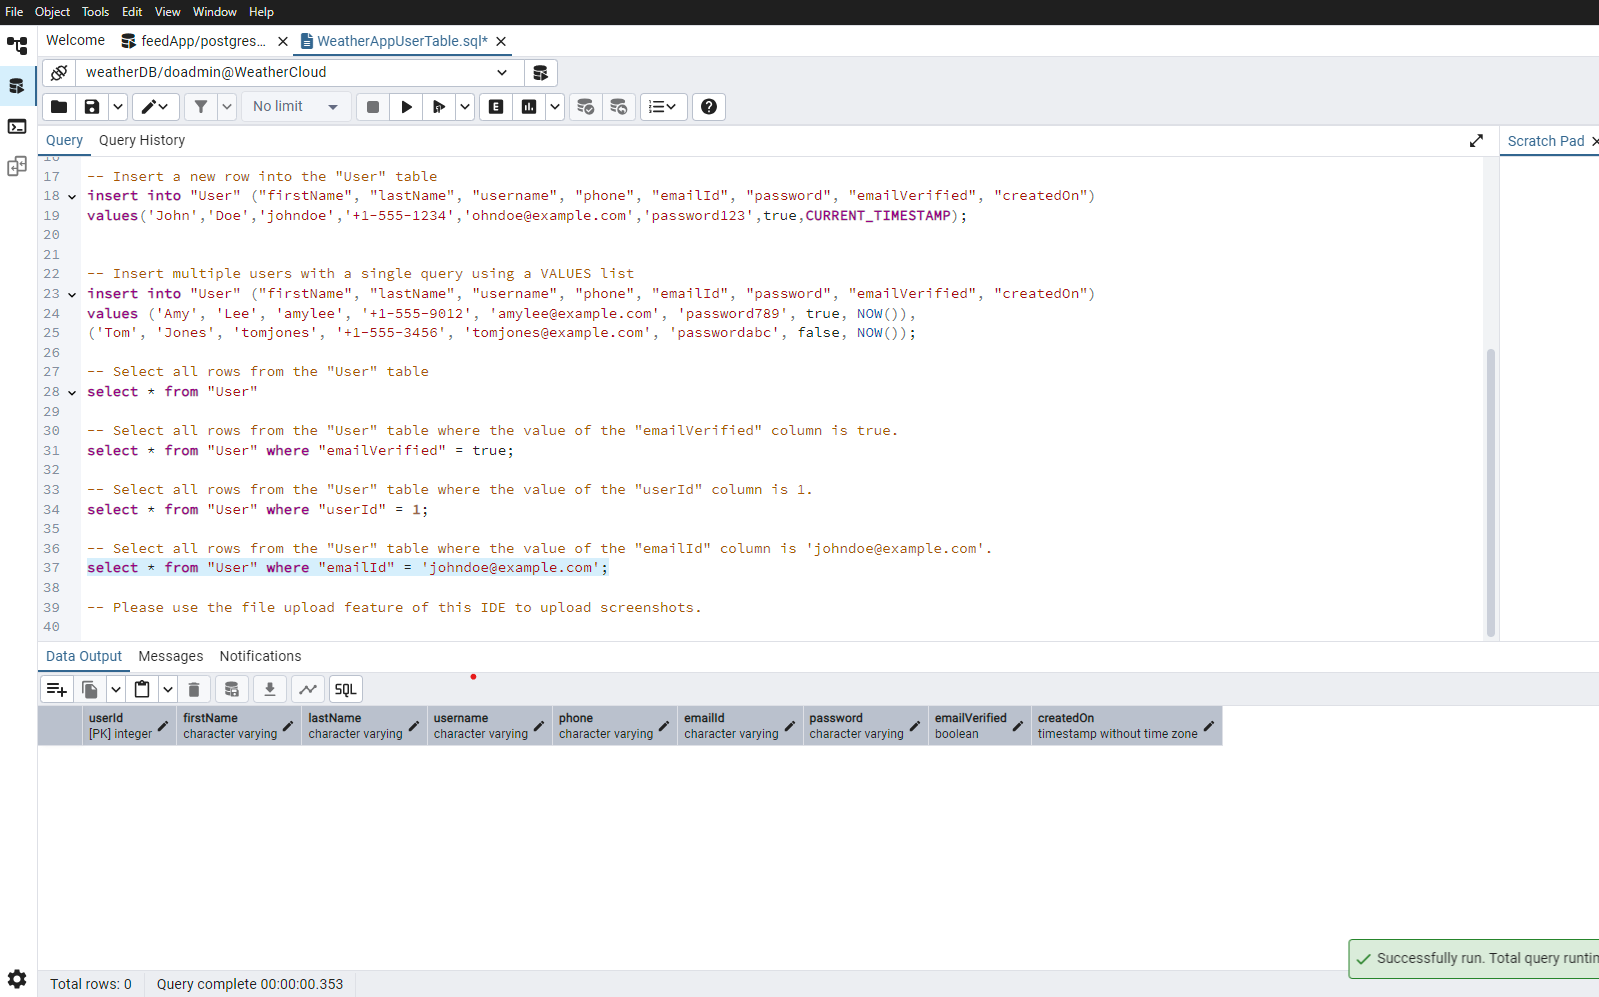 File Object Tools Edit View Window Help
Welcome feedApp/postgres... WeatherAppUserTable.sql*
weatherDB/doadmin@WeatherCloud
No limit E
Query Query History Scratch Pad
17 -- Insert a new row into the "User" table
18 insert into "User" ("firstName", "lastName", "username", "phone", "emailId", "password", "emailVerified", "createdOn")
19 values('John','Doe','johndoe','+1-555-1234','ohndoe@example.com','password123',true,CURRENT_TIMESTAMP);
20
21
22 -- Insert multiple users with a single query using a VALUES list
23 insert into "User" ("firstName", "lastName", "username", "phone", "emailId", "password", "emailVerified", "createdOn")
24 values ('Amy', 'Lee', 'amylee', '+1-555-9012', 'amylee@example.com', 'password789', true, NOW()),
25 ('Tom', 'Jones', 'tomjones', '+1-555-3456', 'tomjones@example.com', 'passwordabc', false, NOW());
26
27 -- Select all rows from the "User" table
28 select * from "User"
29
30 -- Select all rows from the "User" table where the value of the "emailVerified" column is true.
31 select * from "User" where "emailVerified" = true;
32
33 -- Select all rows from the "User" table where the value of the "userId" column is 1.
34 select * from "User" where "userId" = 1;
35
36 -- Select all rows from the "User" table where the value of the "emailId" column is 'johndoe@example.com'.
37 select * from "User" where "emailId" = 'johndoe@example.com';
38
39 -- Please use the file upload feature of this IDE to upload screenshots.
40
Data Output Messages Notifications
SQL
userId firstName lastName username phone emailId password emailVerified createdOn
[PK] integer character varying character varying character varying character varying character varying character varying boolean timestamp without time zone
Successfully run. Total query
Total rows: 0 Query complete 00:00:00.353